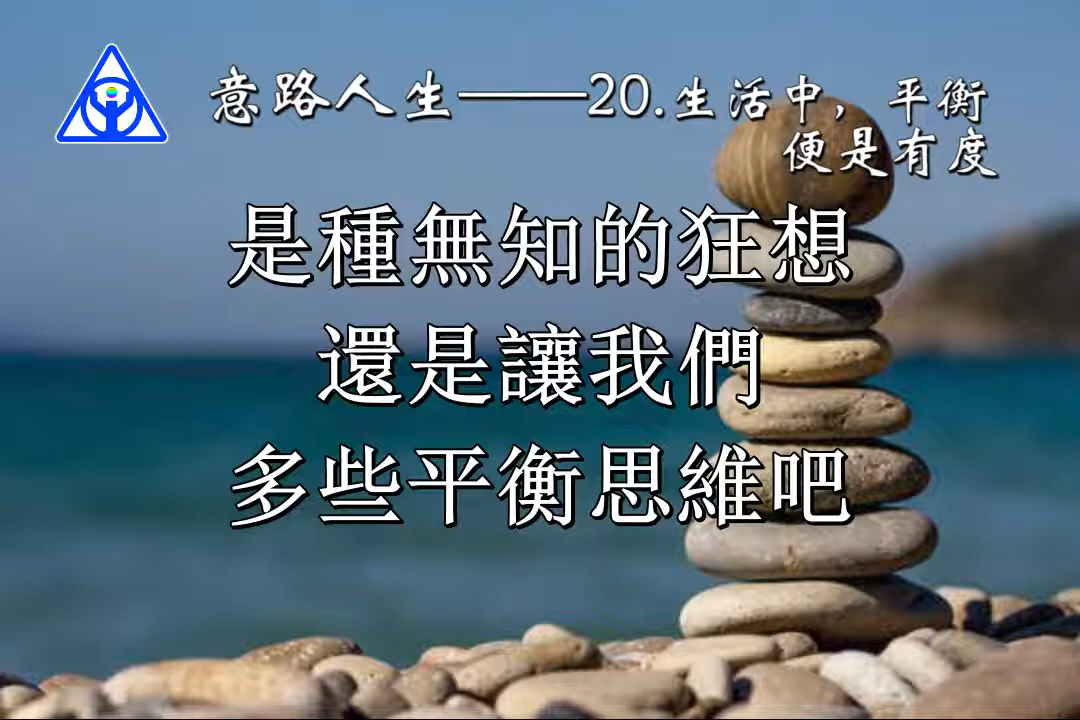 意路人生——20.生活中，平衡
便是有度
是種無知的狂想
還是讓我們
多些平衡思維吧